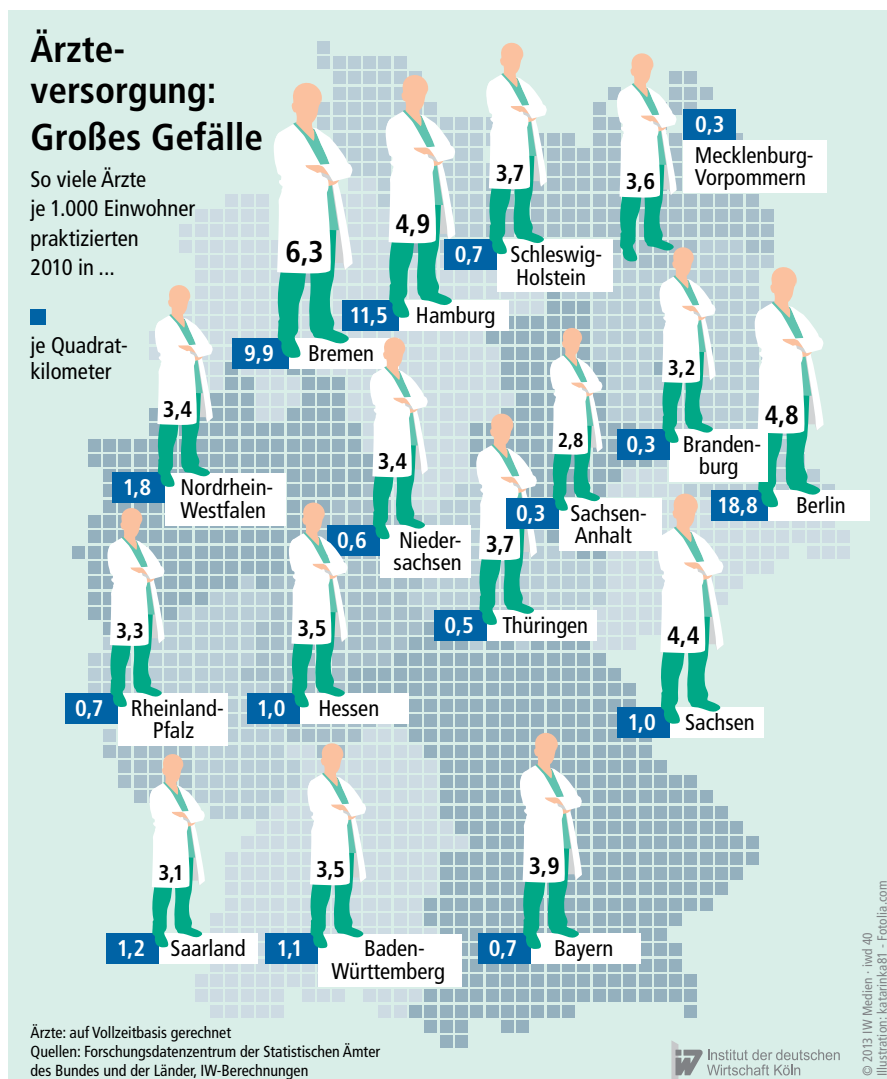 Ärzte-
versorgung:
Großes Gefälle
So viele Ärzte
je 1.000 Einwohner
praktizierten
2010 in ...
je Quadrat-
kilometer
6,3
9,9
Bremen
4,9
11,5
Hamburg
3,7
0,7
Schleswig-
Holstein
3,6
0,3
Mecklenburg-
Vorpommern
3,4
1,8
Nordrhein-
Westfalen
3,4
0,6
Nieder-
sachsen
2,8
0,3
Sachsen-
Anhalt
3,2
0,3
Branden-
burg
4,8
18,8
Berlin
3,3
0,7
Rheinland-
Pfalz
3,5
1,0
Hessen
3,7
0,5
Thüringen
4,4
1,0
Sachsen
3,1
1,2
Saarland
3,5
1,1
Baden-
Württemberg
3,9
0,7
Bayern
Ärzte: auf Vollzeitbasis gerechnet
Quellen: Forschungsdatenzentrum der Statistischen Ämter
des Bundes und der Länder, IW-Berechnungen
iw
Institut der deutschen
Wirtschaft Köln
© 2013 IW Medien · iwd 40
Illustration: katarinka81 - Fotolia.com